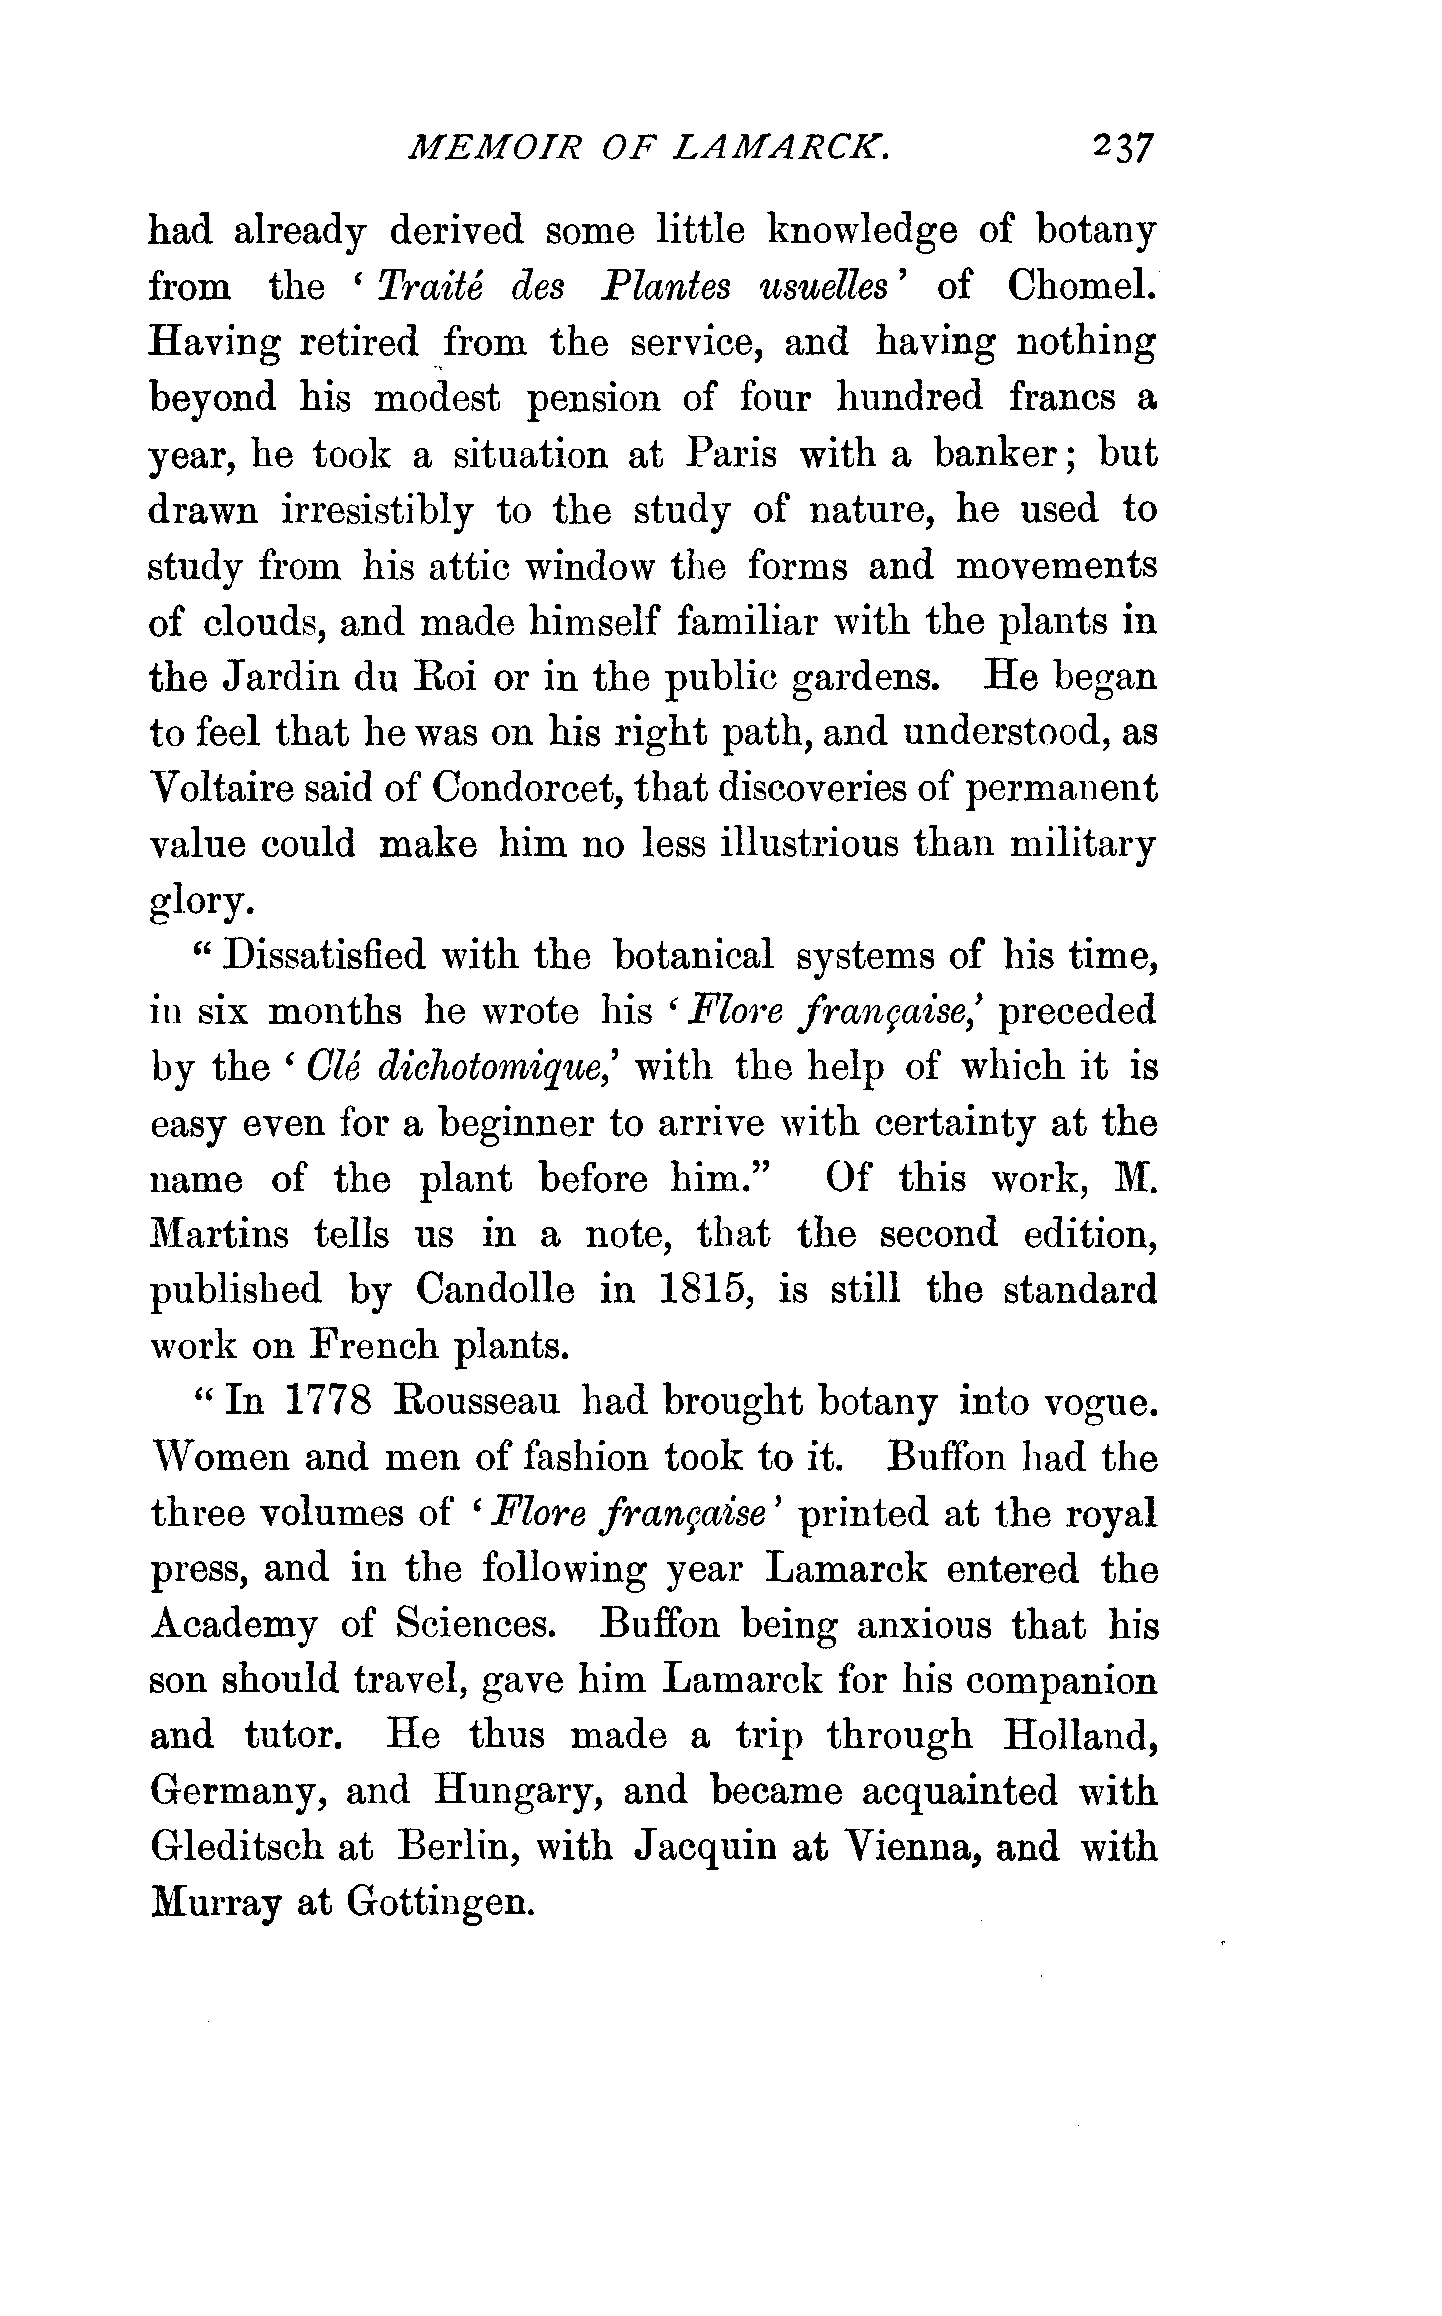 MEMOIR OF LAMARCK. 237
had already derived some little knowledge of botany
from the ‘ Traité des Plantes usuelles ’ of Chomel.
Having retired from the service, and having nothing
beyond his modest pension of four hundred francs a
year, he took a situation at Paris with a banker; but
drawn irresistibly to the study of nature, he used to
study from his attic window the forms and movements
of clouds, and made himself familiar with the plants in
the Jardin du Roi or in the public gardens. He began
to feel that he was on his right path, and understood, as
Voltaire said of Condorcet, that discoveries of permanent
value could make him no less illustrious than military
glory.
“ Dissatisfied with the botanical systems of his time,
in six months he wrote his ‘ Flore française,’ preceded
by the ‘ Clé dichotomique,’ with the help of which it is
easy even for a beginner to arrive with certainty at the
name of the plant before him.” Of this work, M.
Martins tells us in a note, that the second edition,
published by Candolle in 1815, is still the standard
work on French plants.
“ In 1778 Rousseau had brought botany into vogue.
Women and men of fashion took to it. Buffon had the
three volumes of ‘ Flore française ’ printed at the royal
press, and in the following year Lamarck entered the
Academy of Sciences. Buffon being anxious that his
son should travel, gave him Lamarck for his companion
and tutor. He thus made a trip through Holland,
Germany, and Hungary, and became acquainted with
Gleditsch at Berlin, with Jacquin at Vienna, and with
Murray at Gottingen.